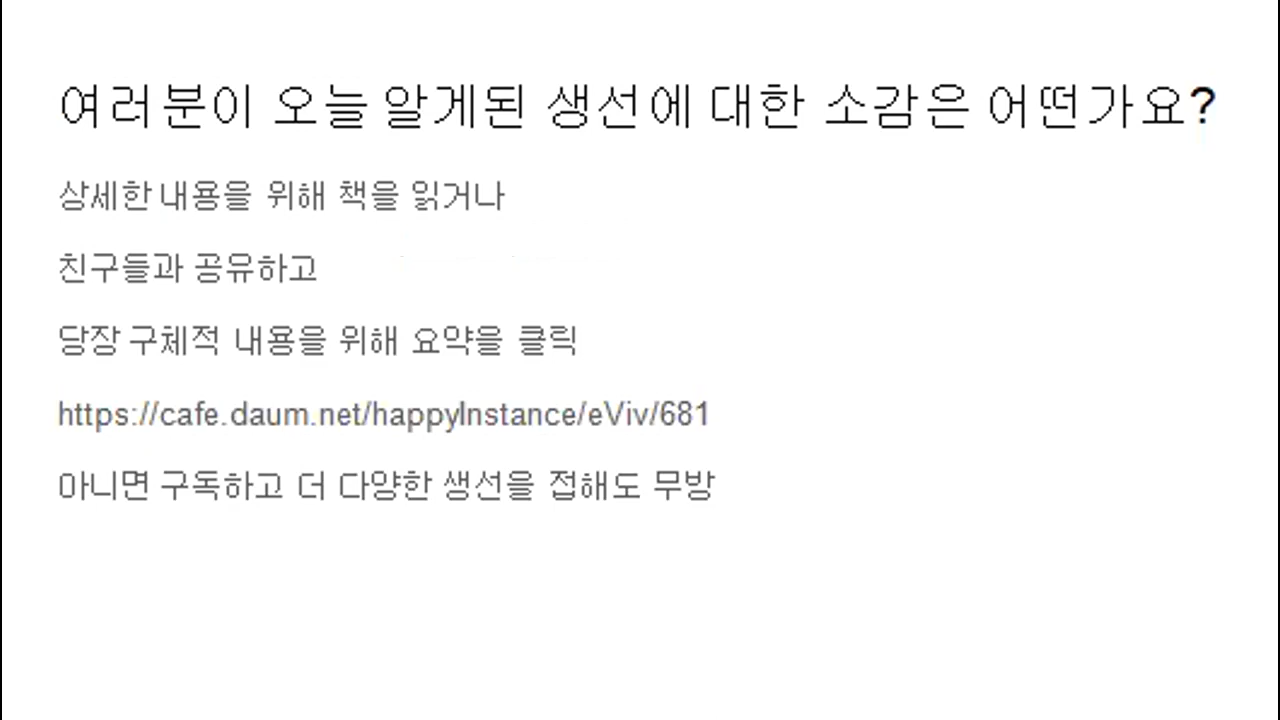 여러분이 오늘 알게된 생선에 대한 소감은 어떤가요?
상세한 내용을 위해 책을 읽거나
친구들과 공유하고
당장 구체적 내용을 위해 요약을 클릭
https://cafe.daum.net/happyInstance/eViv/681
아니면 구독하고 더 다양한 생선을 접해도 무방